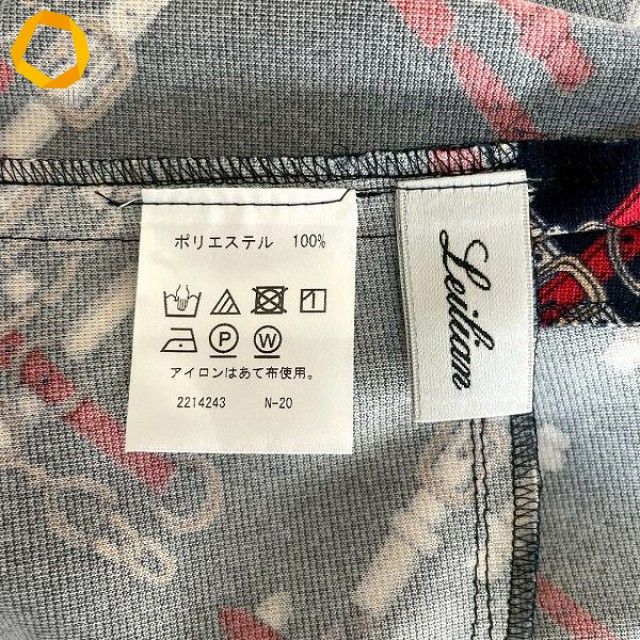 ポリエステル 100%
P W
アイロンはあて布使用。
2214243 N-20
Leilian